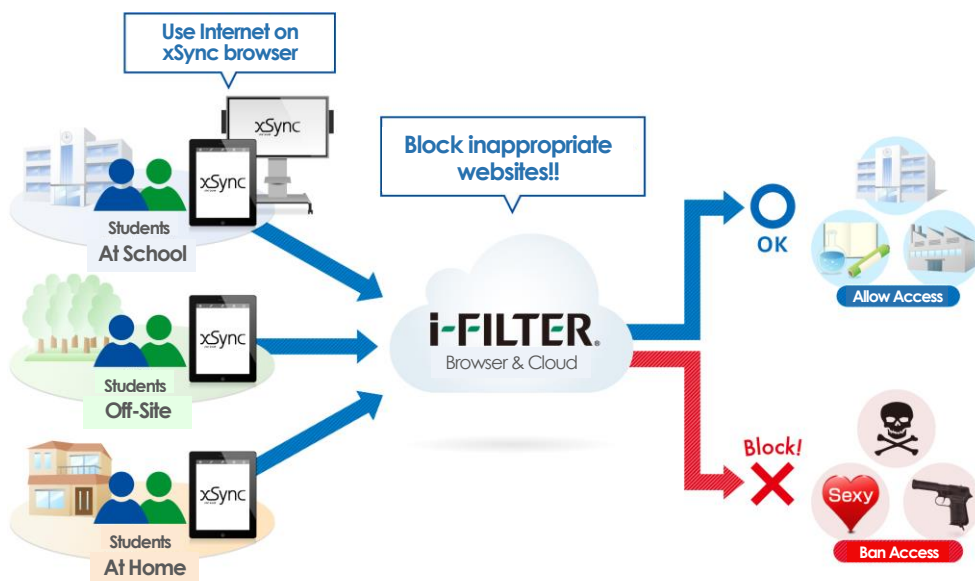 Use Internet on
xSync browser
xSync
xSync
Block inappropriate
websites!!
Students
At School
OK
Allow Access
i-FILTER.
Browser & Cloud
xSync
Students
Off-Site
Block!
Sexy
xSync
Ban Access
Students
At Home